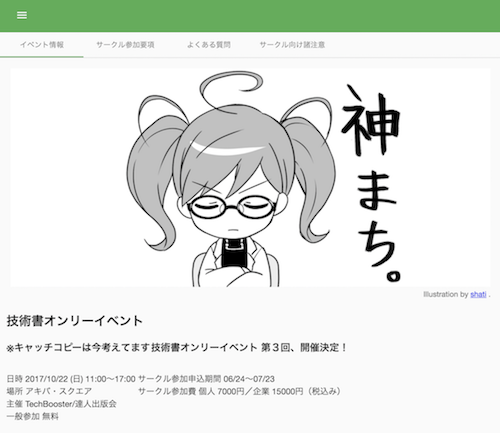 イベント情報 サークル参加要項 よくある質問 サークル向け諸注意
神まち。
Illustration by shati .
技術書オンリーイベント
※キャッチコピーは今考えてます技術書オンリーイベント 第３回、開催決定！
日時 2017/10/22 (日) 11:00〜17:00 サークル参加申込期間 06/24〜07/23
場所 アキバ・スクエア サークル参加費 個人 7000円／企業 15000円（税込み）
主催 TechBooster/達人出版会
一般参加 無料